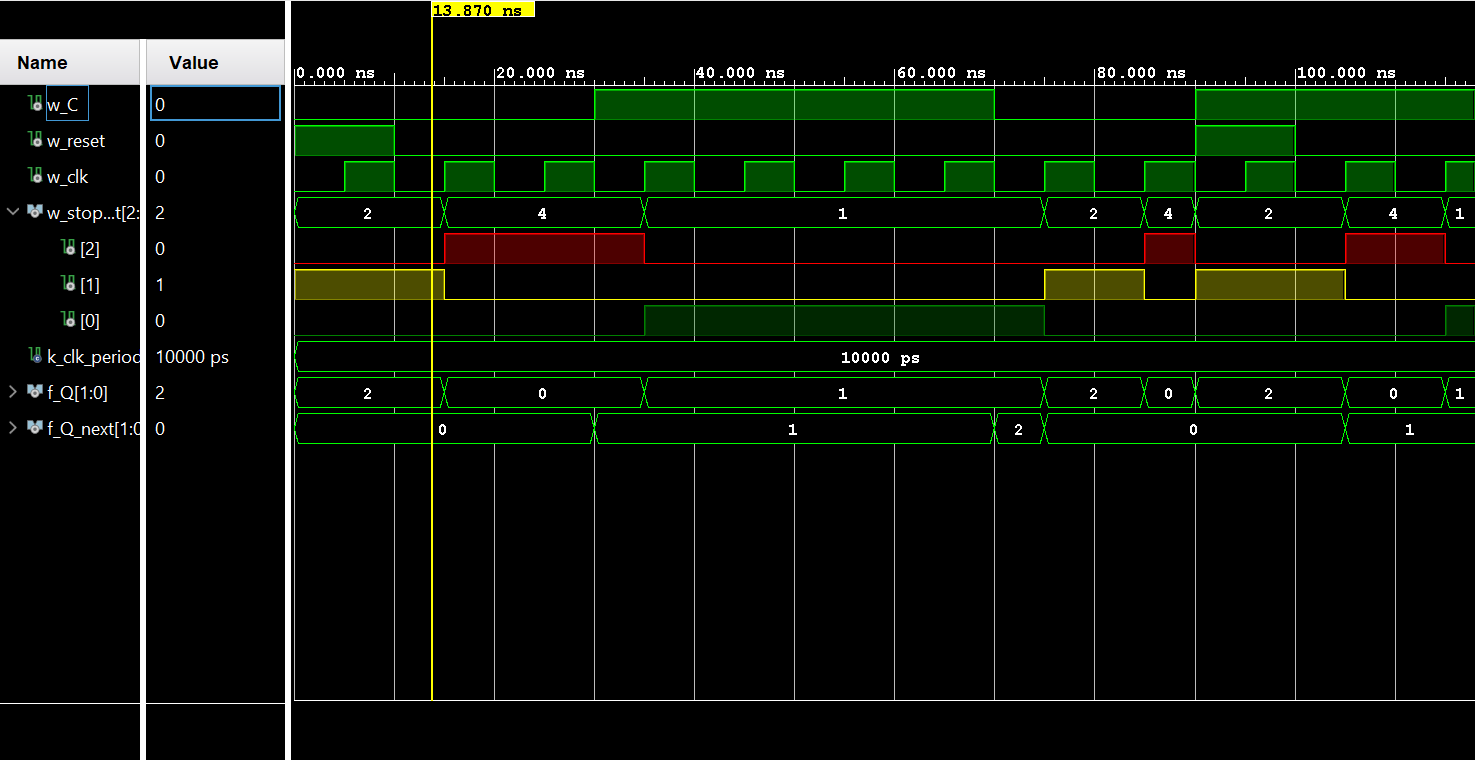 13.870 ns
Name Value
0.000 ns 20.000 ns 40.000 ns 60.000 ns 80.000 ns 100.000 ns
w_C 0
w_reset 0
w_clk 0
w_stop...t[2: 2 2 4 1 2 4 2 4 1
[2] 0
[1] 1
[0] 0
k_clk_period 10000 ps 10000 ps
f_Q[1:0] 2 2 0 1 2 0 2 0 1
f_Q_next[1:0 0 0 1 2 0 1